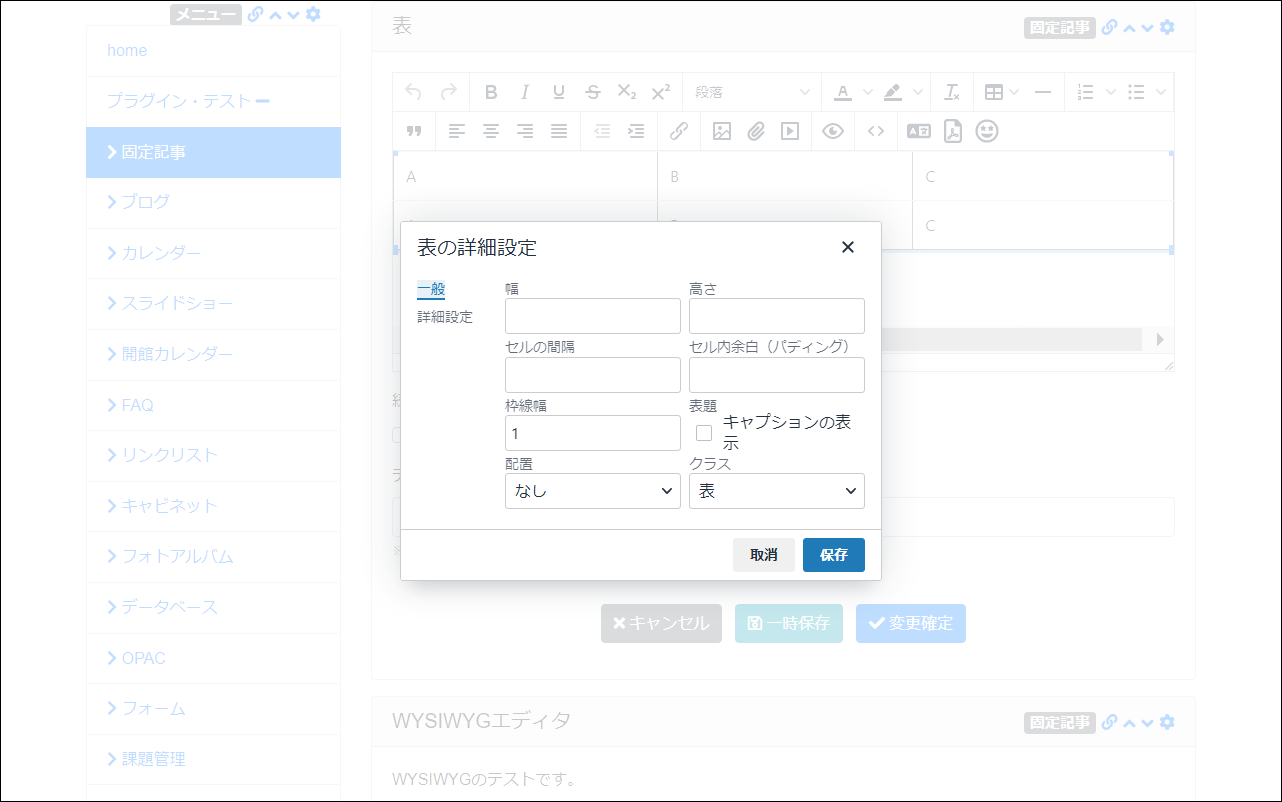 メニュー
home
プラグイン・テスト
固定記事
ブログ
カレンダー
スライドショー
開館カレンダー
FAQ
リンクリスト
キャビネット
フォトアルバム
データベース
OPAC
フォーム
課題管理
表
固定記事
B I U S X₂ X² 段落 A
A B C
C
表の詳細設定
一般
詳細設定
幅 高さ
セルの間隔 セル内余白（パディング）
枠線幅 表題
1 キャプションの表
示
配置 クラス
なし 表
取消 保存
キャンセル 一時保存 変更確定
WYSIWYGエディタ
固定記事
WYSIWYGのテストです。